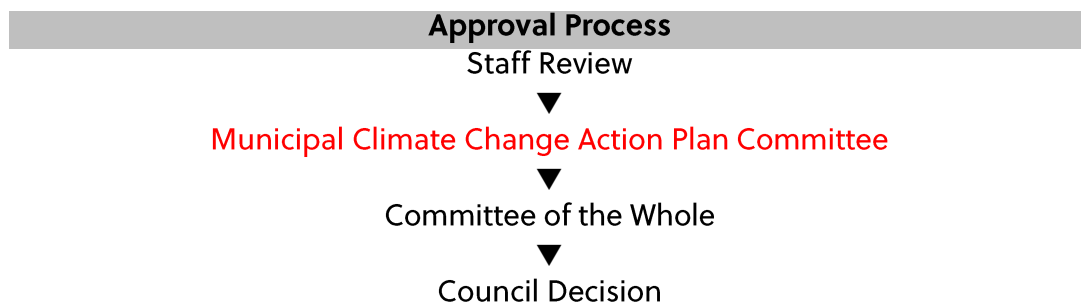 Approval Process
Staff Review
▼
Municipal Climate Change Action Plan Committee
▼
Committee of the Whole
▼
Council Decision